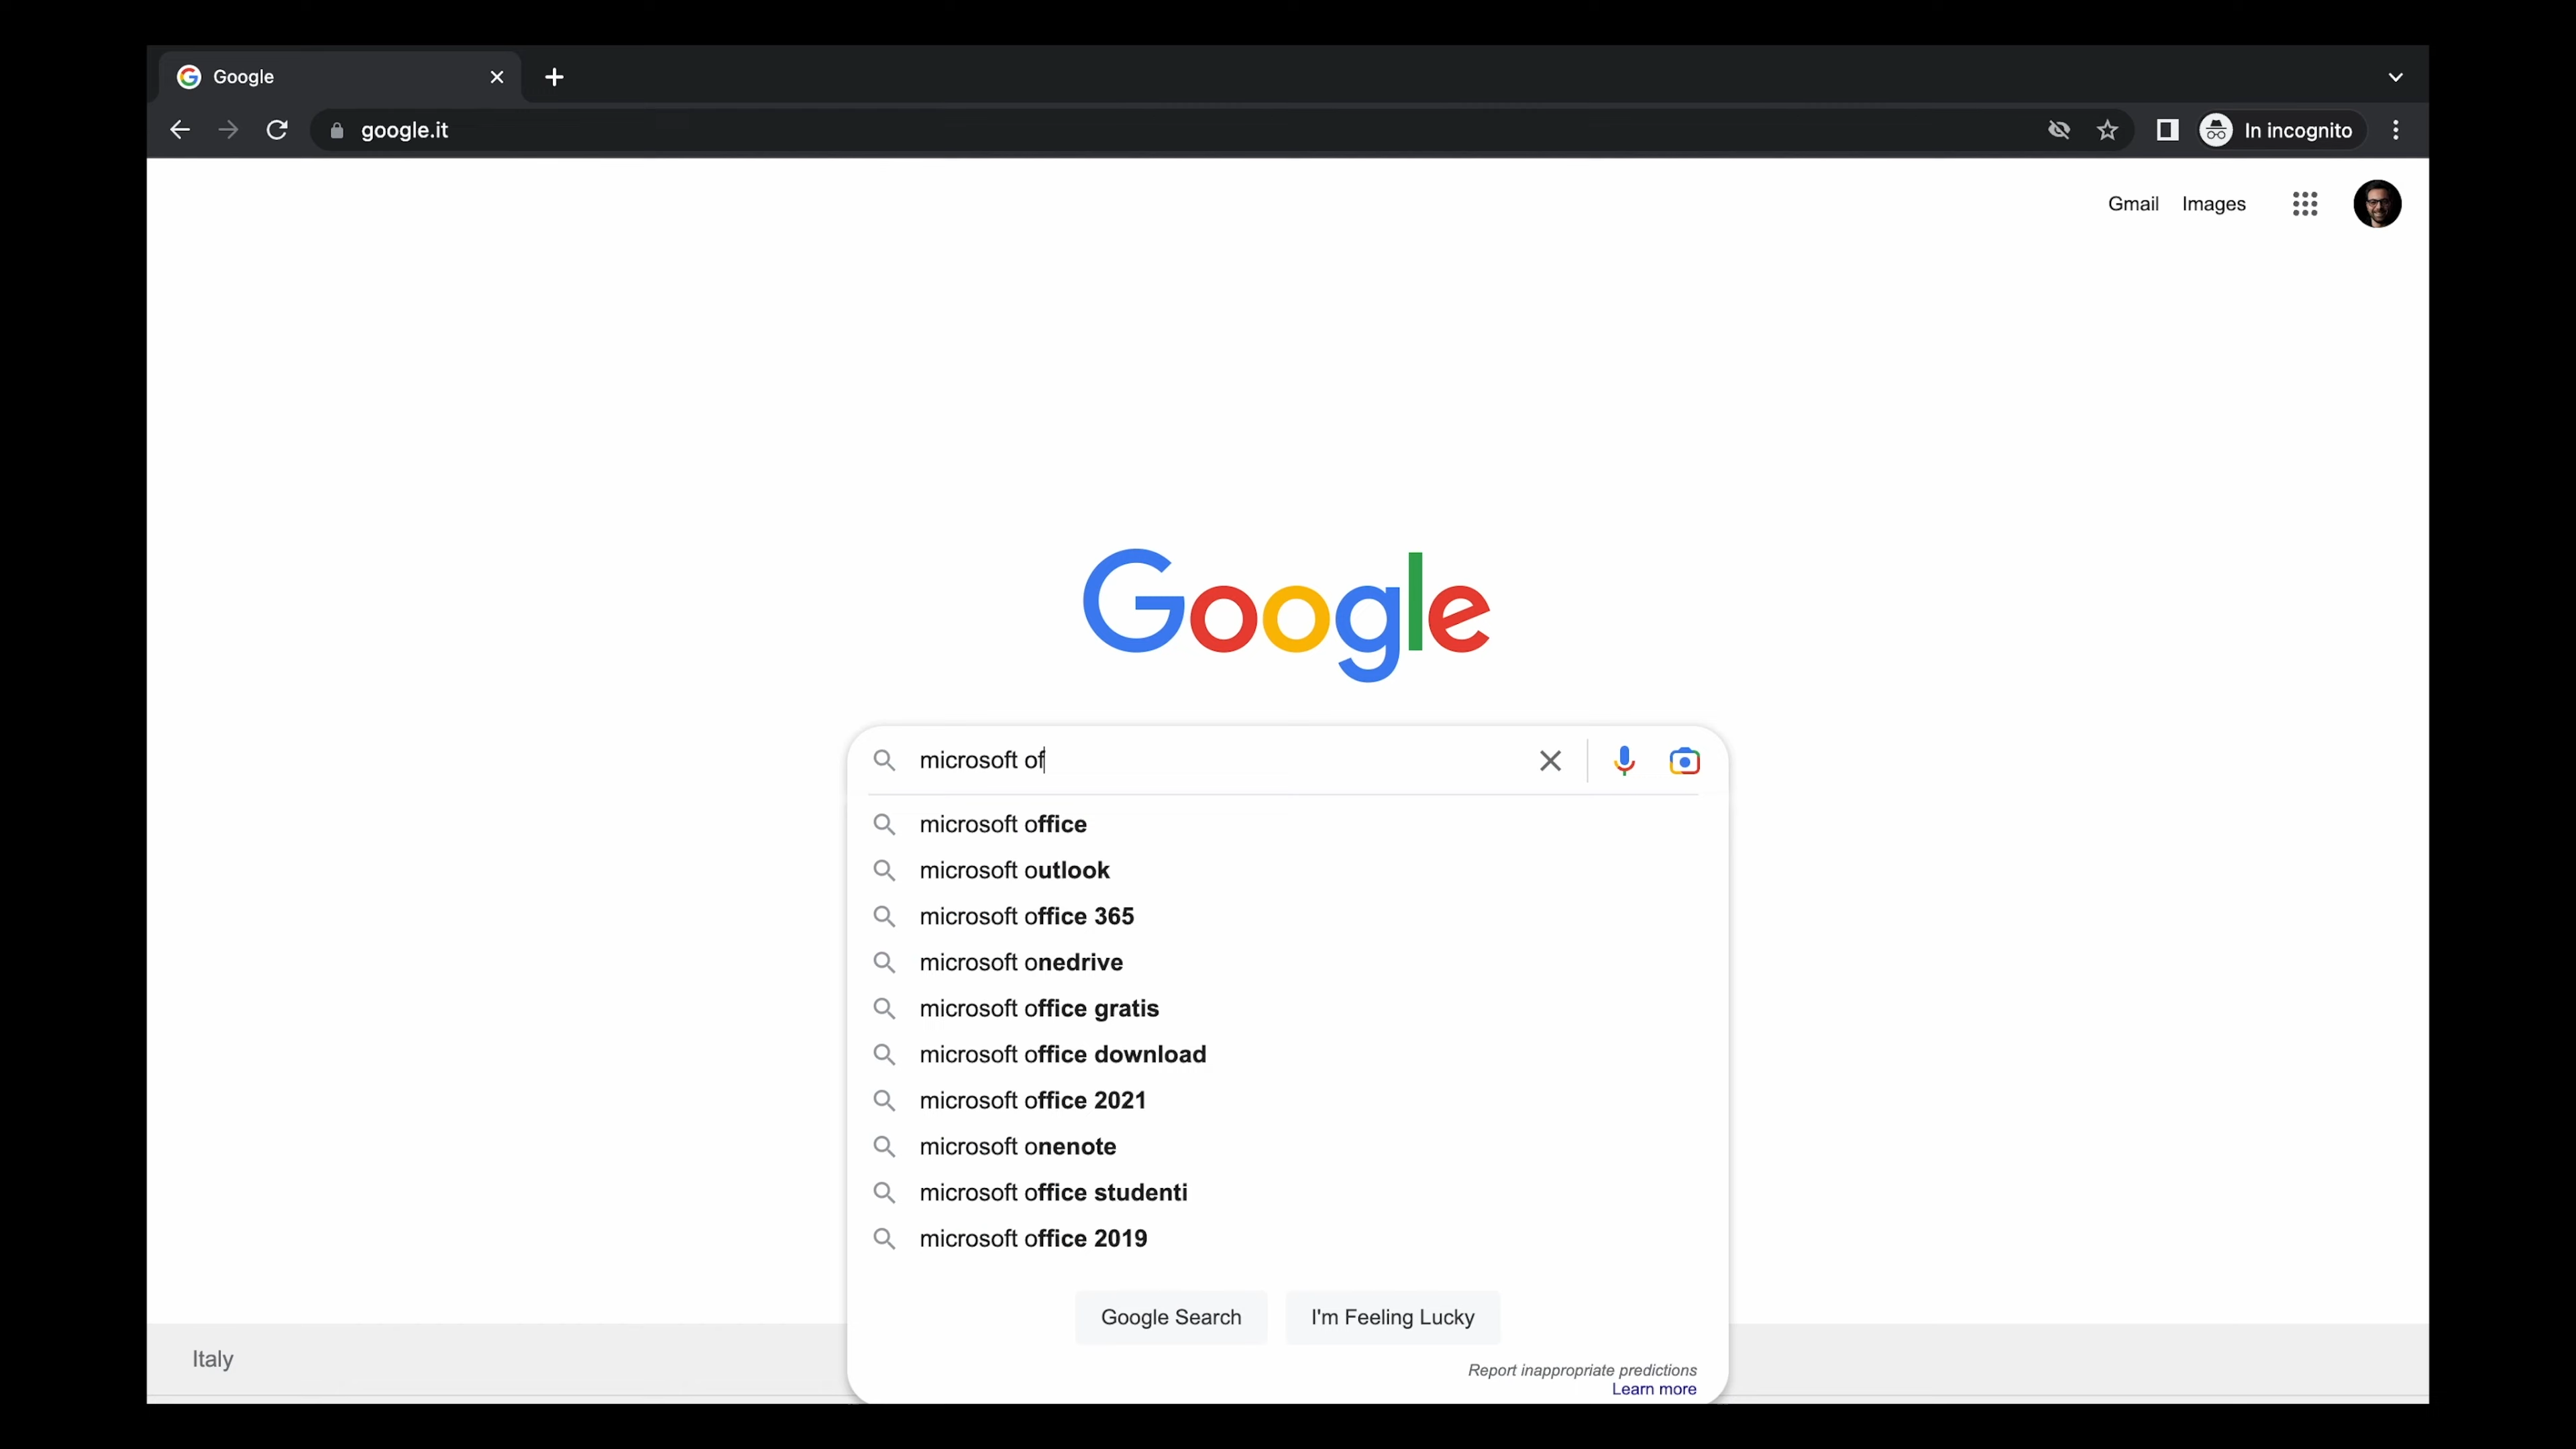 Google
google.it
In incognito
Gmail Images
Google
microsoft of
microsoft office
microsoft outlook
microsoft office 365
microsoft onedrive
microsoft office gratis
microsoft office download
microsoft office 2021
microsoft onenote
microsoft office studenti
microsoft office 2019
Google Search I'm Feeling Lucky
Italy
Report inappropriate predictions
Learn more